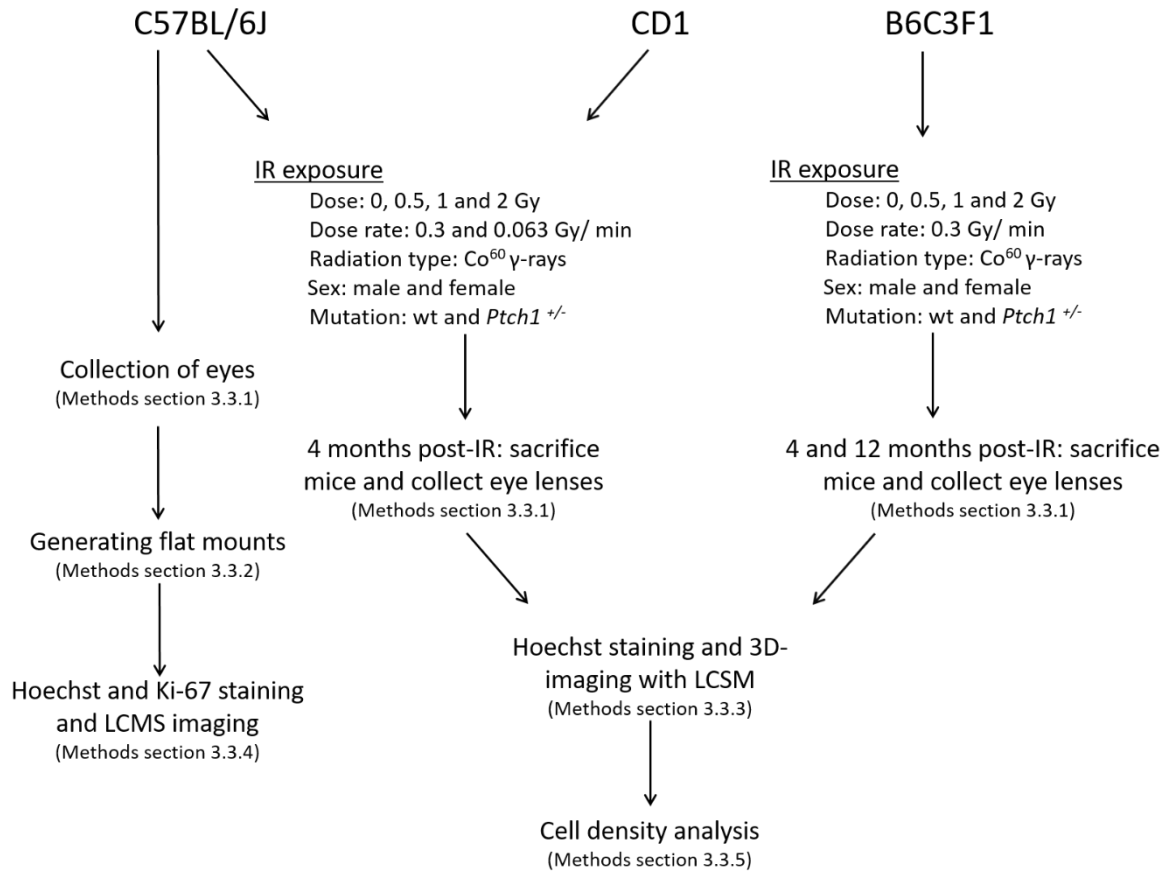 C57BL/6J
CD1
B6C3F1
IR exposure
Dose: 0, 0.5, 1 and 2 Gy
Dose rate: 0.3 and 0.063 Gy/ min
Radiation type: Co⁶⁰ γ-rays
Sex: male and female
Mutation: wt and Ptch1 ⁺/⁻
IR exposure
Dose: 0, 0.5, 1 and 2 Gy
Dose rate: 0.3 Gy/ min
Radiation type: Co⁶⁰ γ-rays
Sex: male and female
Mutation: wt and Ptch1 ⁺/⁻
Collection of eyes
(Methods section 3.3.1)
4 months post-IR: sacrifice
mice and collect eye lenses
(Methods section 3.3.1)
4 and 12 months post-IR: sacrifice
mice and collect eye lenses
(Methods section 3.3.1)
Generating flat mounts
(Methods section 3.3.2)
Hoechst and Ki-67 staining
and LCMS imaging
(Methods section 3.3.4)
Hoechst staining and 3D-
imaging with LCSM
(Methods section 3.3.3)
Cell density analysis
(Methods section 3.3.5)